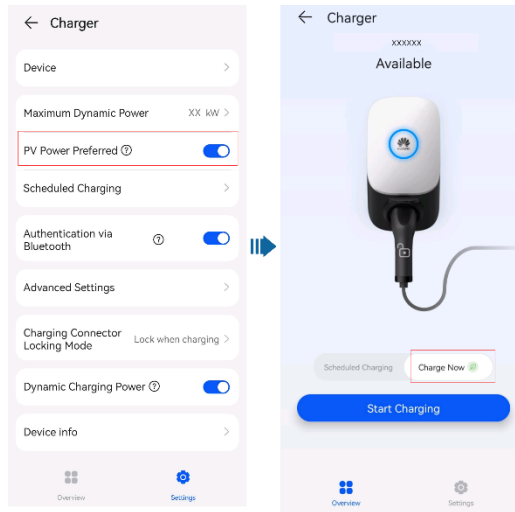 ← Charger
Device
Maximum Dynamic Power XX kW
PV Power Preferred
Scheduled Charging
Authentication via
Bluetooth
Advanced Settings
Charging Connector
Locking Mode
Lock when charging
Dynamic Charging Power
Device info
Overview
Settings
← Charger
xxxxxx
Available
Scheduled Charging
Charge Now
Start Charging
Overview
Settings